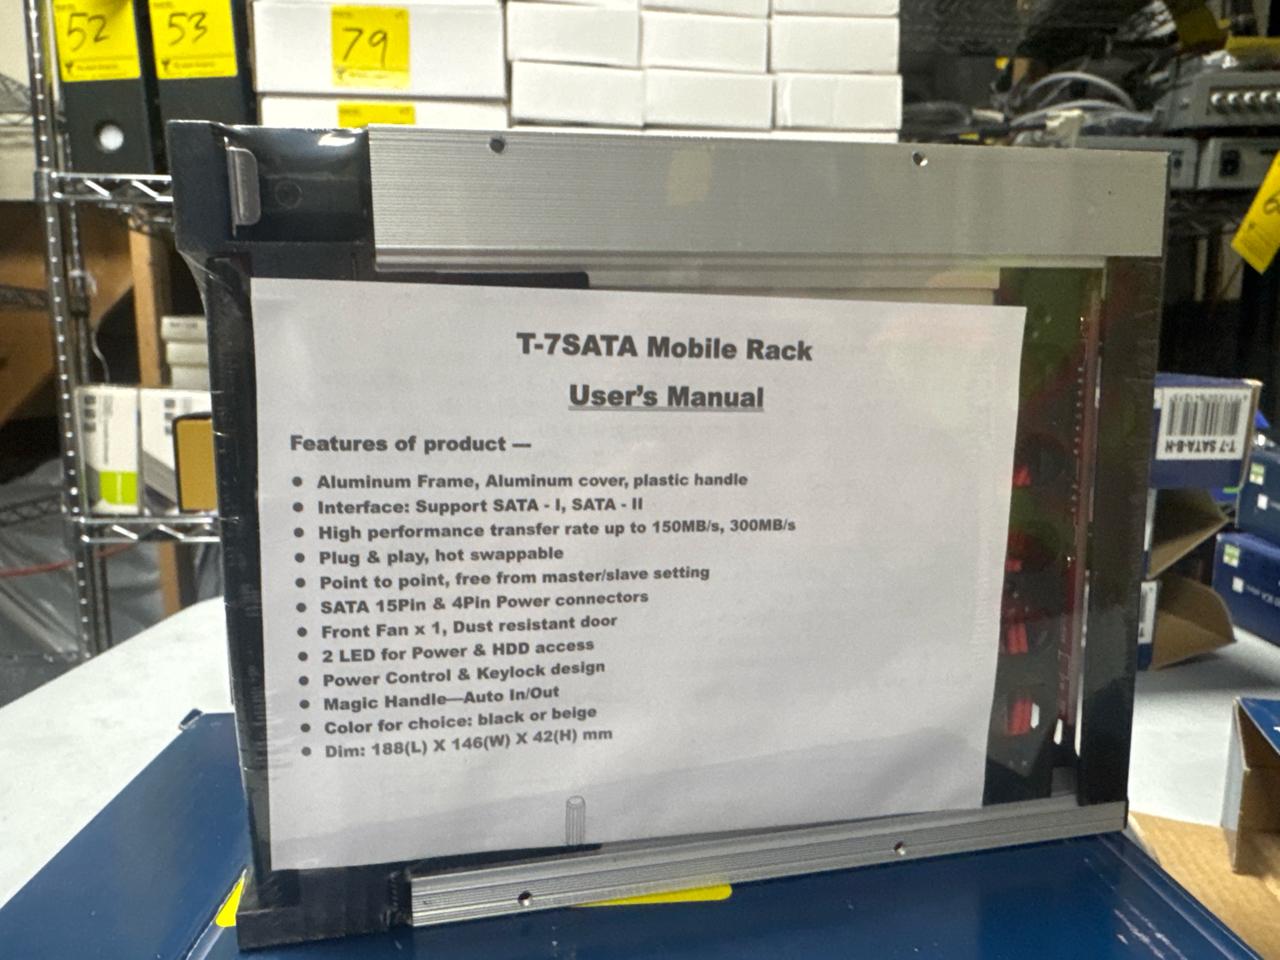 52
53
79
T-7SATA Mobile Rack
User's Manual
Features of product —
● Aluminum Frame, Aluminum cover, plastic handle
● Interface: Support SATA - I, SATA - II
● High performance transfer rate up to 150MB/s, 300MB/s
● Plug & play, hot swappable
● Point to point, free from master/slave setting
● SATA 15Pin & 4Pin Power connectors
● Front Fan x 1, Dust resistant door
● 2 LED for Power & HDD access
● Power Control & Keylock design
● Magic Handle—Auto In/Out
● Color for choice: black or beige
● Dim: 188(L) X 146(W) X 42(H) mm
T-7 SATA-B-H